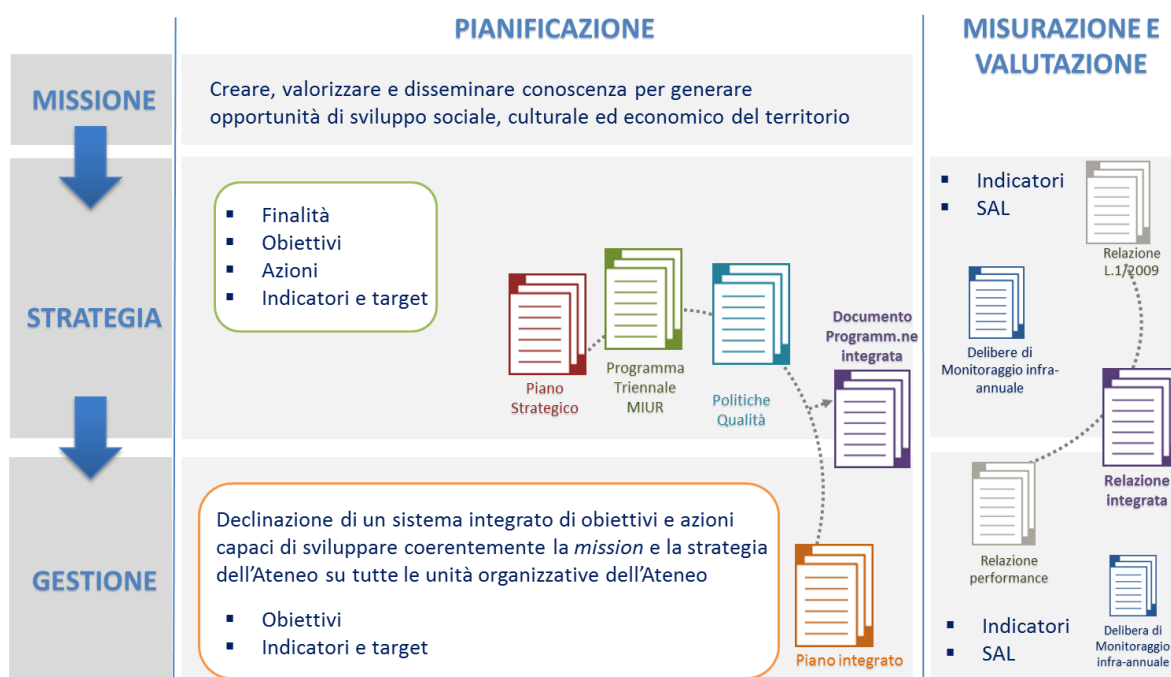 PIANIFICAZIONE
MISURAZIONE E
VALUTAZIONE
MISSIONE
Creare, valorizzare e disseminare conoscenza per generare
opportunità di sviluppo sociale, culturale ed economico del territorio
STRATEGIA
▪ Finalità
▪ Obiettivi
▪ Azioni
▪ Indicatori e target
Piano
Strategico
Programma
Triennale
MIUR
Politiche
Qualità
Documento
Programm.ne
integrata
▪ Indicatori
▪ SAL
Relazione
L.1/2009
Delibere di
Monitoraggio infra-
annuale
Relazione
integrata
GESTIONE
Declinazione di un sistema integrato di obiettivi e azioni
capaci di sviluppare coerentemente la mission e la strategia
dell'Ateneo su tutte le unità organizzative dell'Ateneo
▪ Obiettivi
▪ Indicatori e target
Piano integrato
Relazione
performance
▪ Indicatori
▪ SAL
Delibera di
Monitoraggio
infra-annuale